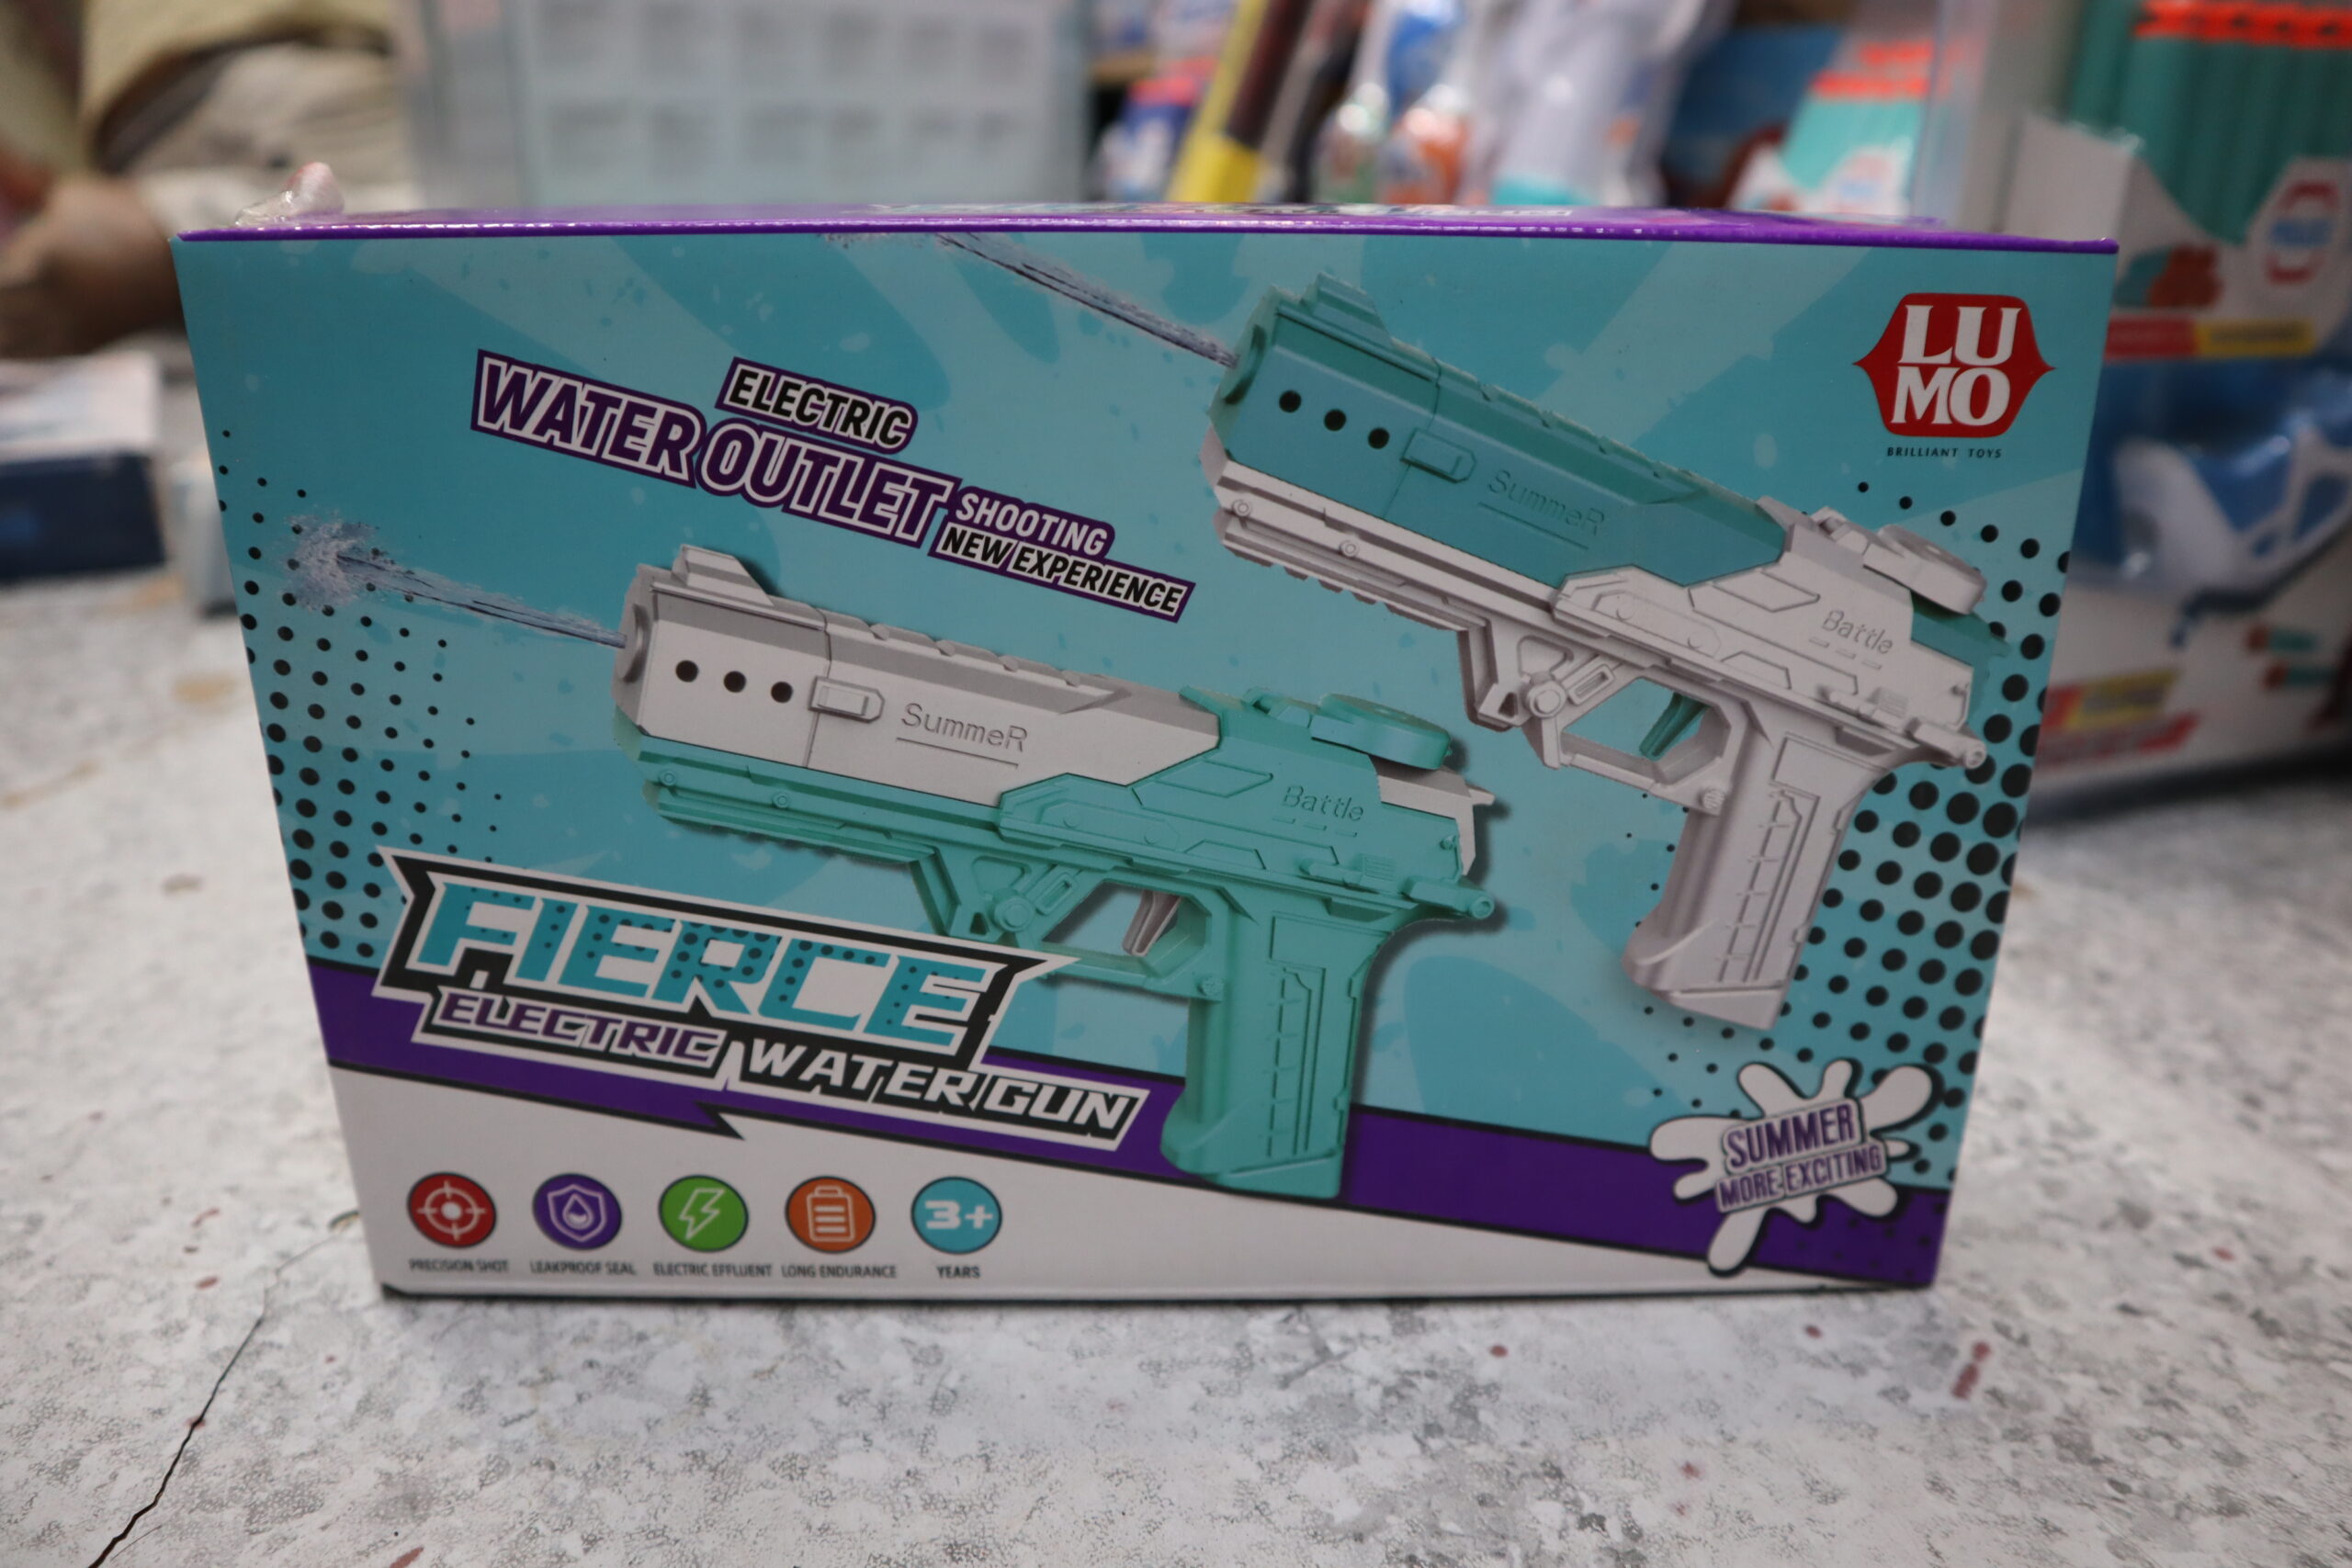 LU
MO
BRILLIANT TOYS
ELECTRIC
WATER OUTLET SHOOTING
NEW EXPERIENCE
SummeR
Battle
SummeR
Battle
FIERCE
ELECTRIC WATER GUN
SUMMER
MORE EXCITING
3+
PRECISION SHOT
LEAKPROOF SEAL
ELECTRIC EFFLUENT
LONG ENDURANCE
YEARS